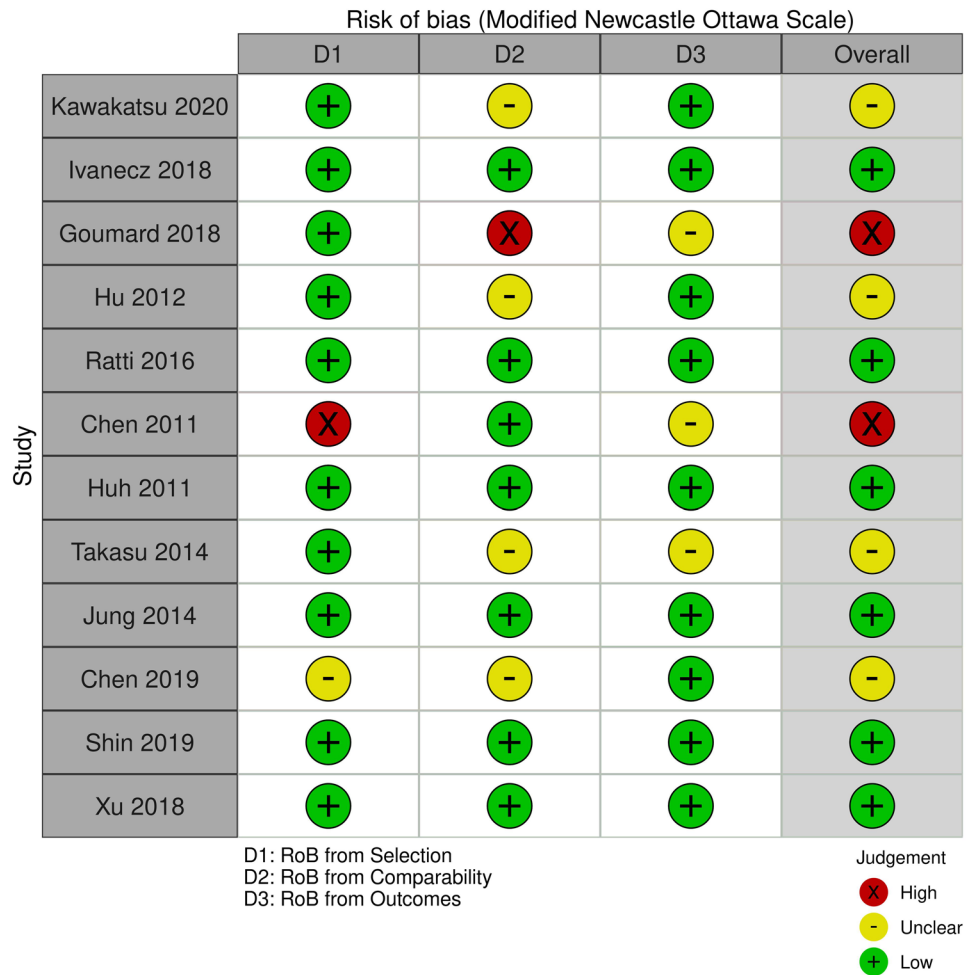 Risk of bias (Modified Newcastle Ottawa Scale)
D1 D2 D3 Overall
Study
Kawakatsu 2020 + - + -
Ivanecz 2018 + + + +
Goumard 2018 + X - X
Hu 2012 + - + -
Ratti 2016 + + + +
Chen 2011 X + - X
Huh 2011 + + + +
Takasu 2014 + - - -
Jung 2014 + + + +
Chen 2019 - - + -
Shin 2019 + + + +
Xu 2018 + + + +
D1: RoB from Selection
D2: RoB from Comparability
D3: RoB from Outcomes
Judgement
X High
- Unclear
+ Low